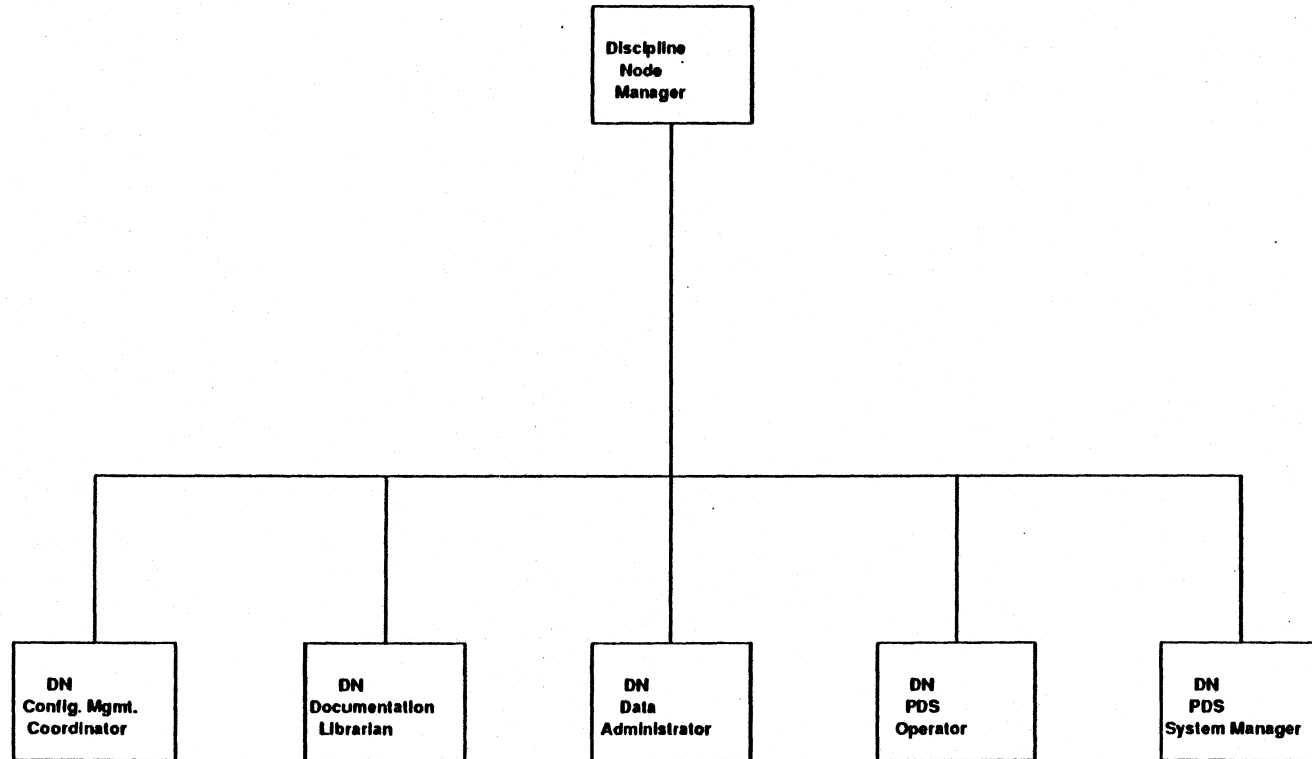 Discipline
Node
Manager
DN
Config. Mgmt.
Coordinator
DN
Documentation
Librarian
DN
Data
Administrator
DN
PDS
Operator
DN
PDS
System Manager